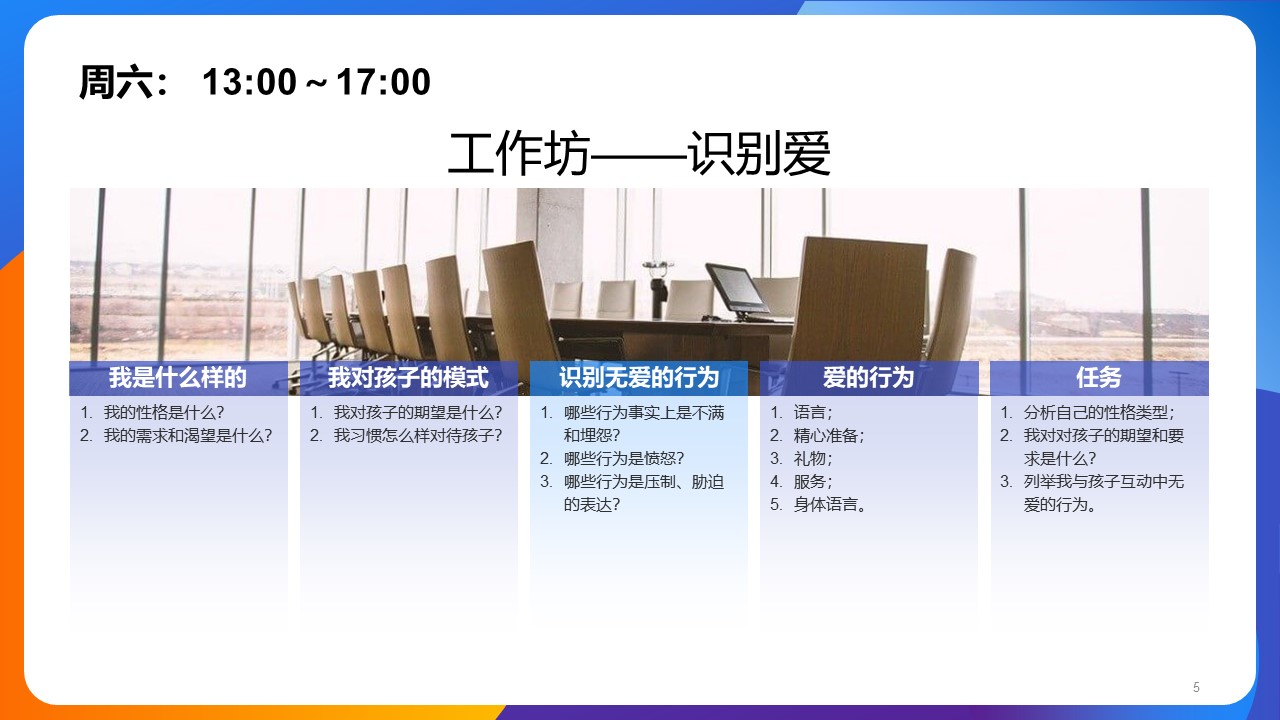 周六： 13:00～17:00
工作坊——识别爱
我是什么样的
1. 我的性格是什么？
2. 我的需求和渴望是什么？
我对孩子的模式
1. 我对孩子的期望是什么？
2. 我习惯怎么样对待孩子？
识别无爱的行为
1. 哪些行为事实上是不满
和埋怨？
2. 哪些行为是愤怒？
3. 哪些行为是压制、胁迫
的表达？
爱的行为
1. 语言；
2. 精心准备；
3. 礼物；
4. 服务；
5. 身体语言。
任务
1. 分析自己的性格类型；
2. 我对对孩子的期望和要
求是什么？
3. 列举我与孩子互动中无
爱的行为。
5